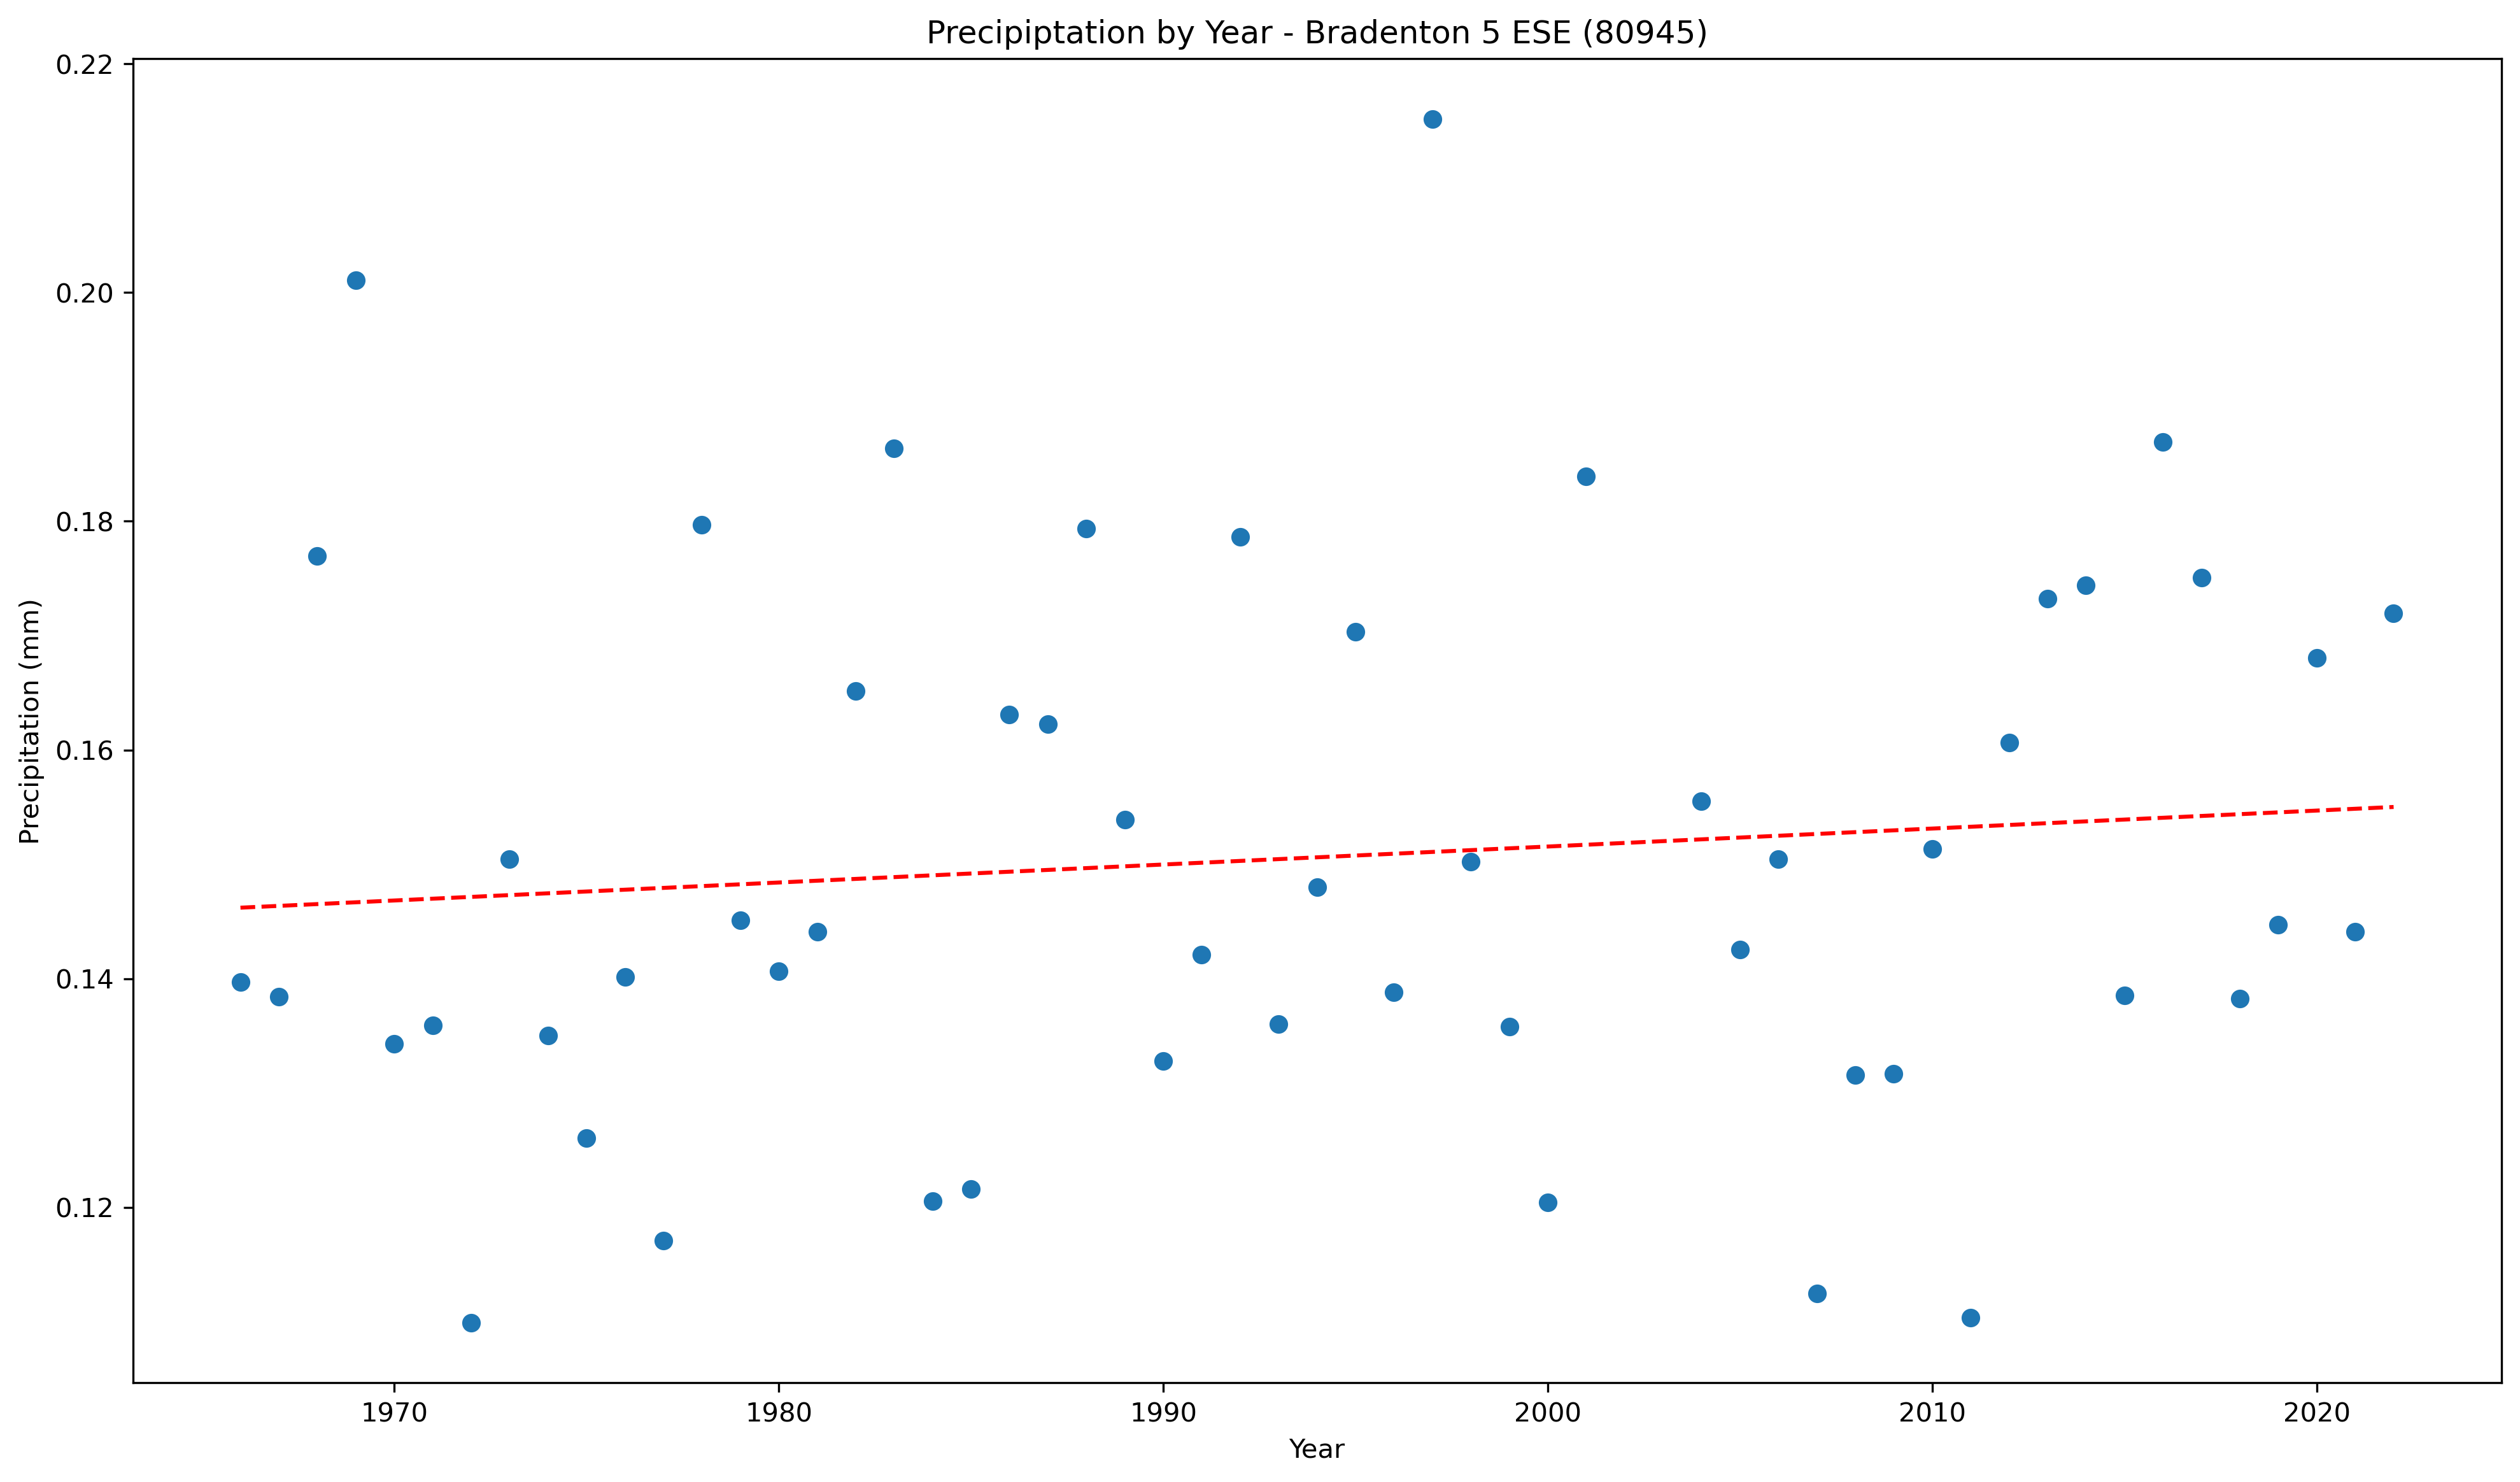 Precipiptation by Year - Bradenton 5 ESE (80945)
0.22
0.20
0.18
0.16
0.14
0.12
Precipitation (mm)
1970 1980 1990 2000 2010 2020
Year